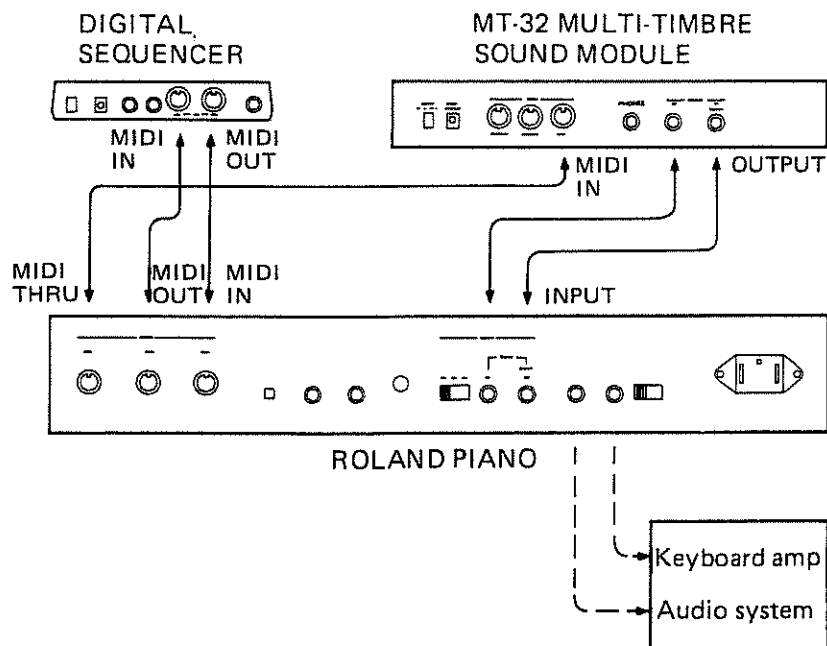 DIGITAL
SEQUENCER
MT-32 MULTI-TIMBRE
SOUND MODULE
PHONES
MIDI
IN
MIDI
OUT
MIDI
IN
OUTPUT
MIDI
THRU
MIDI
OUT
MIDI
IN
INPUT
ROLAND PIANO
Keyboard amp
Audio system